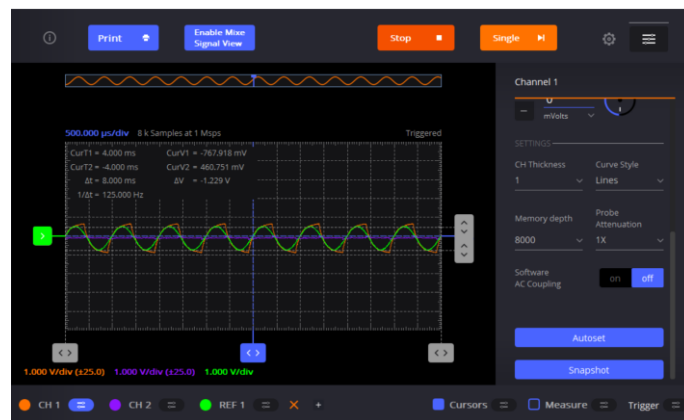 Print
Enable Mixe
Signal View
Stop
Single
Channel 1
0
mVolts
500.000 µs/div 8 k Samples at 1 Msps Triggered
CurT1 = 4.000 ms CurV1 = -767.918 mV
CurT2 = -4.000 ms CurV2 = 460.751 mV
Δt = 8.000 ms ΔV = -1.229 V
1/Δt = 125.000 Hz
SETTINGS
CH Thickness Curve Style
1 Lines
Memory depth Probe Attenuation
8000 1X
Software
AC Coupling
on off
Autoset
Snapshot
1.000 V/div (±25.0) 1.000 V/div (±25.0) 1.000 V/div
CH 1 CH 2 REF 1 Cursors Measure Trigger